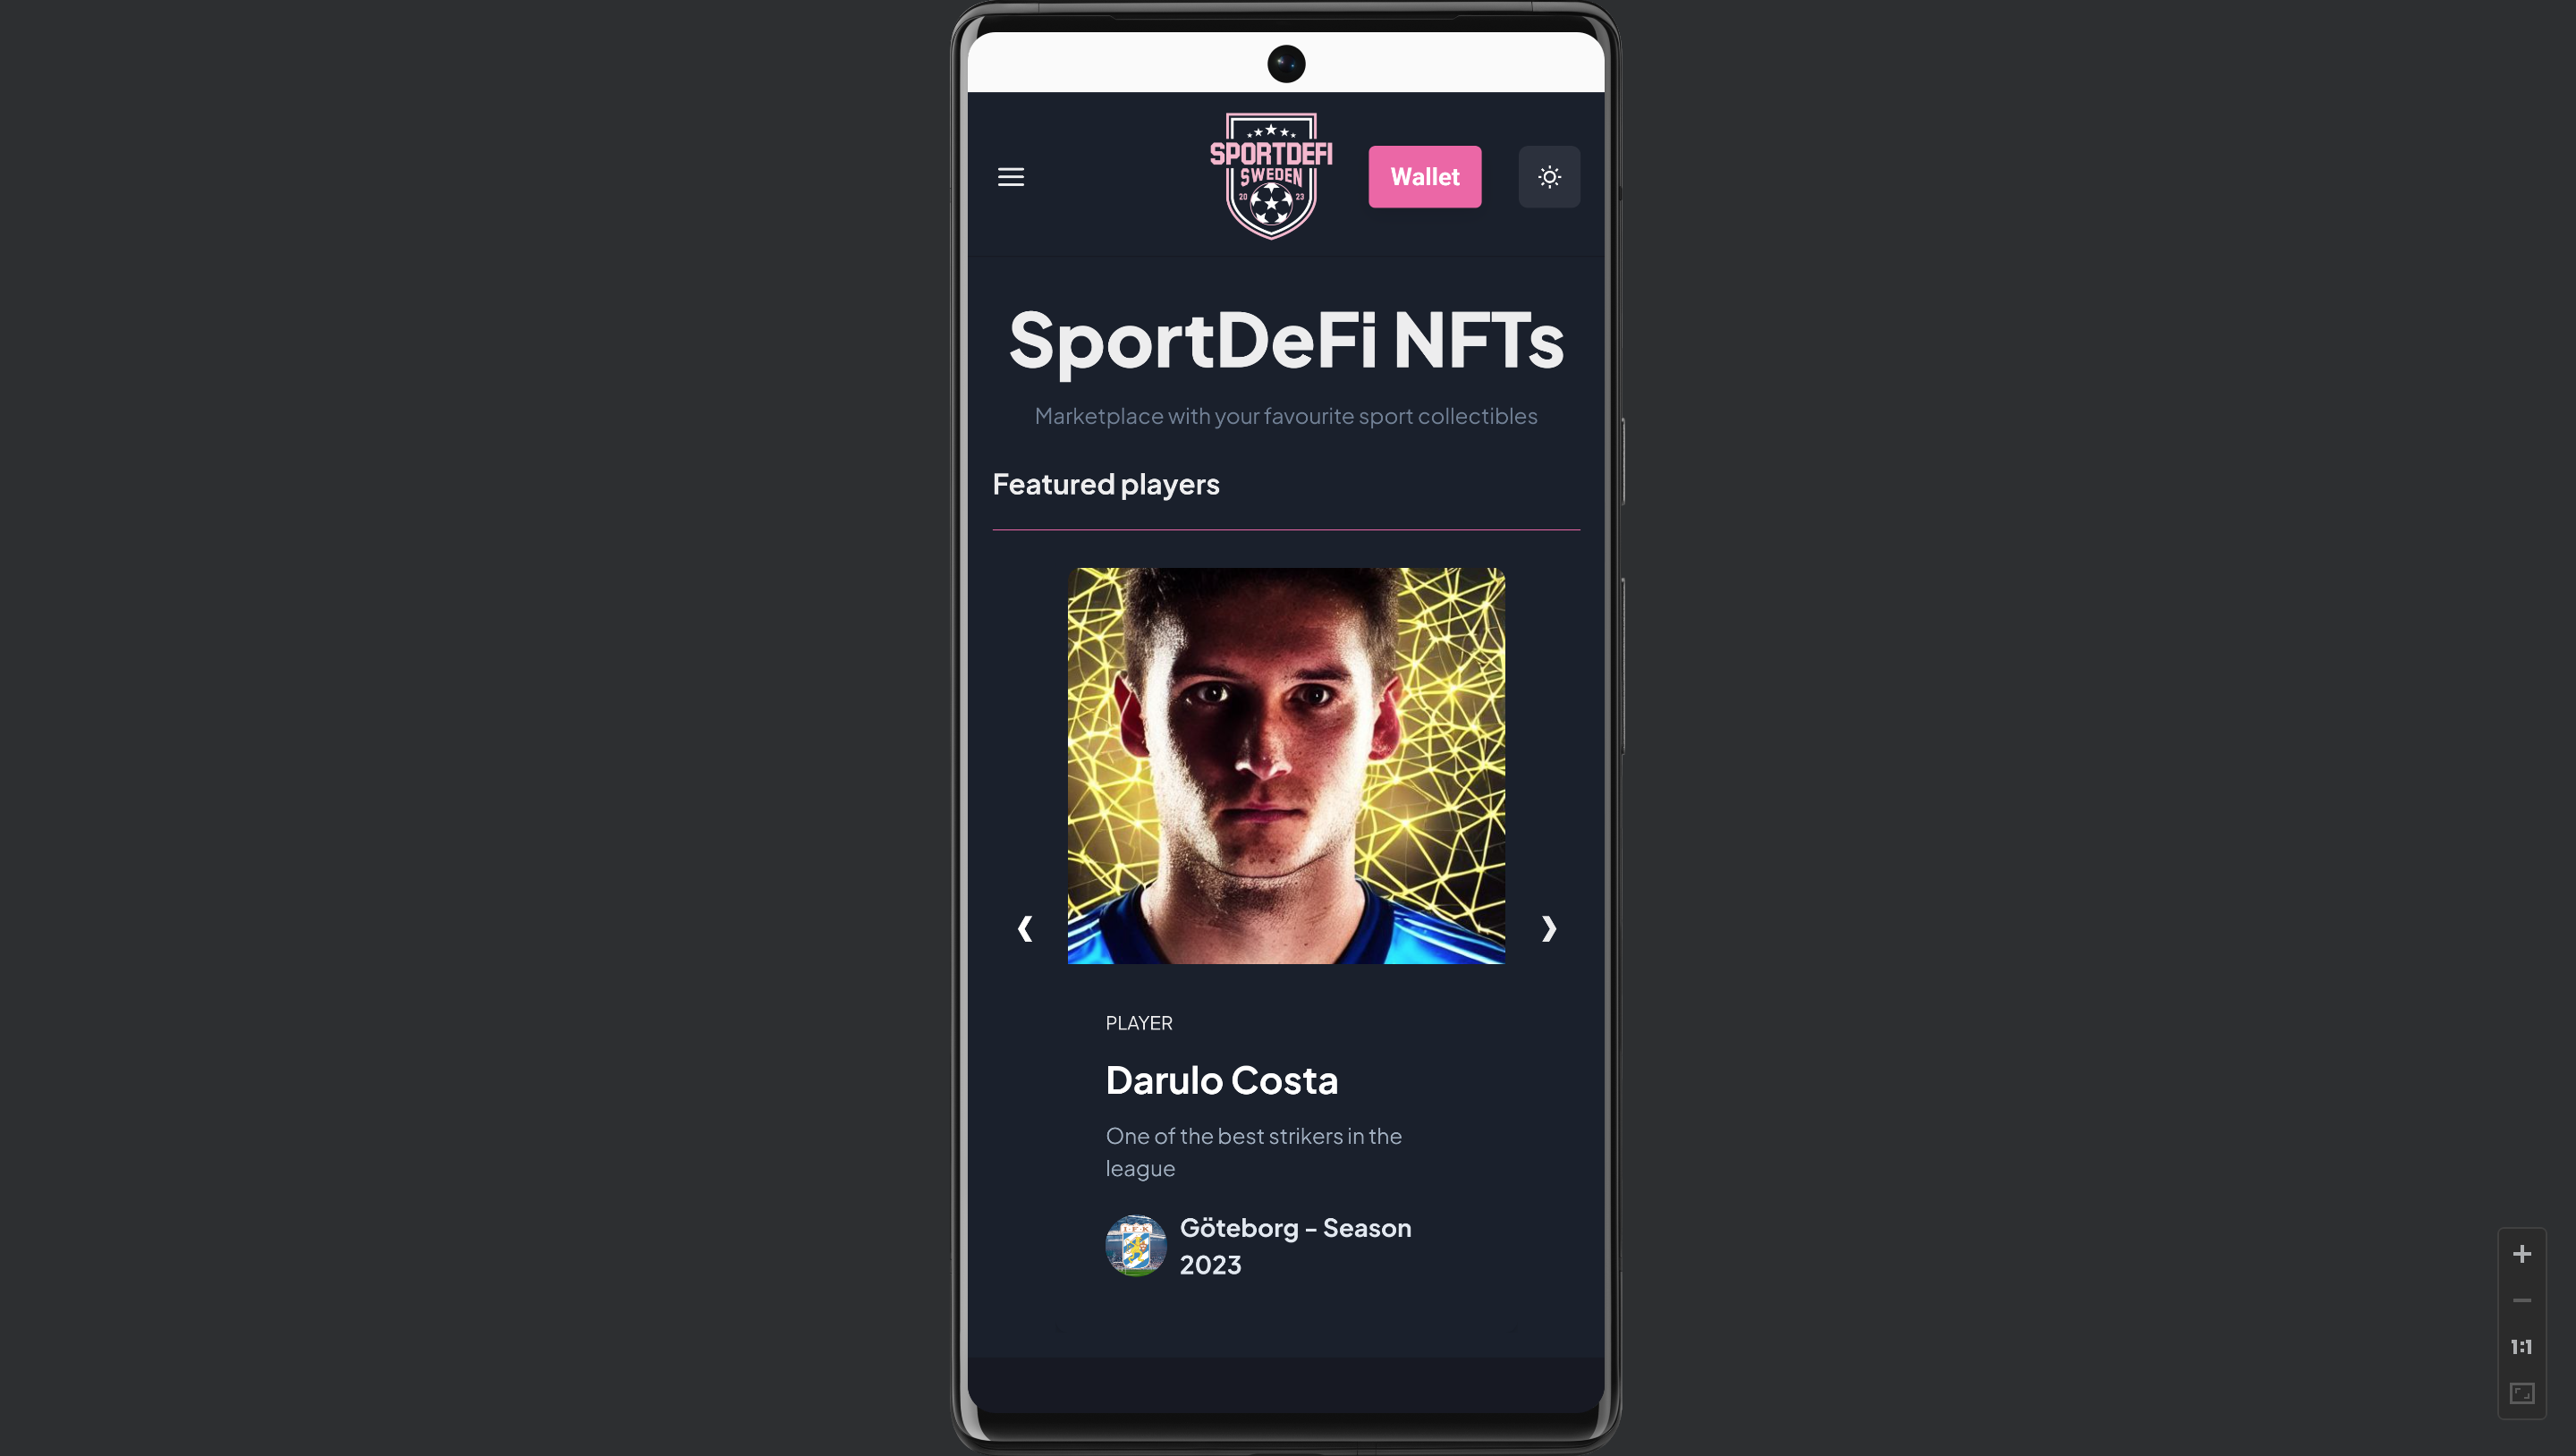 SPORTDEFI
SWEDEN
20 23
Wallet
SportDeFi NFTs
Marketplace with your favourite sport collectibles
Featured players
PLAYER
Darulo Costa
One of the best strikers in the
league
I.F.K
Göteborg - Season
2023
1:1